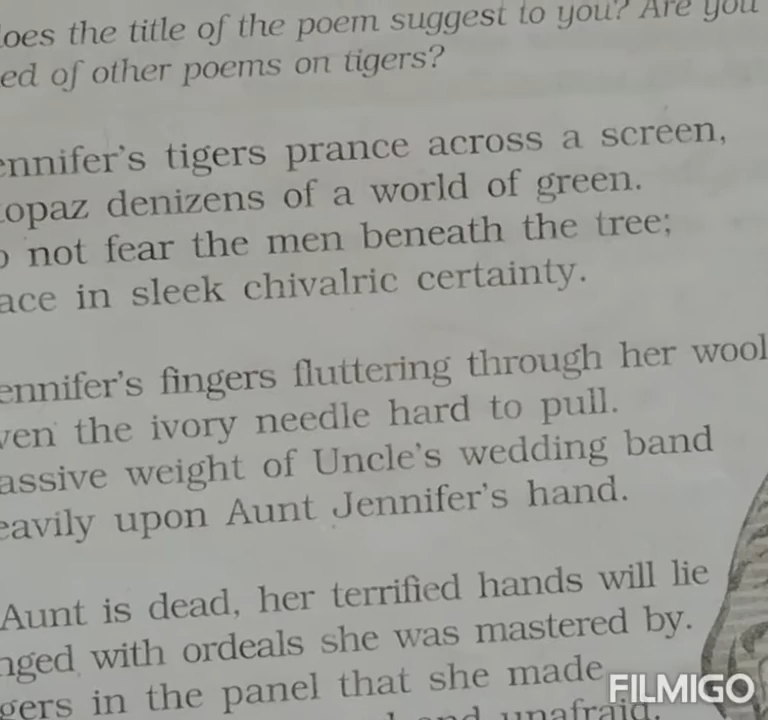 does the title of the poem suggest to you? Are you
ed of other poems on tigers?
ennifer's tigers prance across a screen,
topaz denizens of a world of green.
o not fear the men beneath the tree;
ace in sleek chivalric certainty.
ennifer's fingers fluttering through her wool
ven the ivory needle hard to pull.
assive weight of Uncle's wedding band
eavily upon Aunt Jennifer's hand.
Aunt is dead, her terrified hands will lie
nged with ordeals she was mastered by.
gers in the panel that she made
and unafraid.
FILMIGO